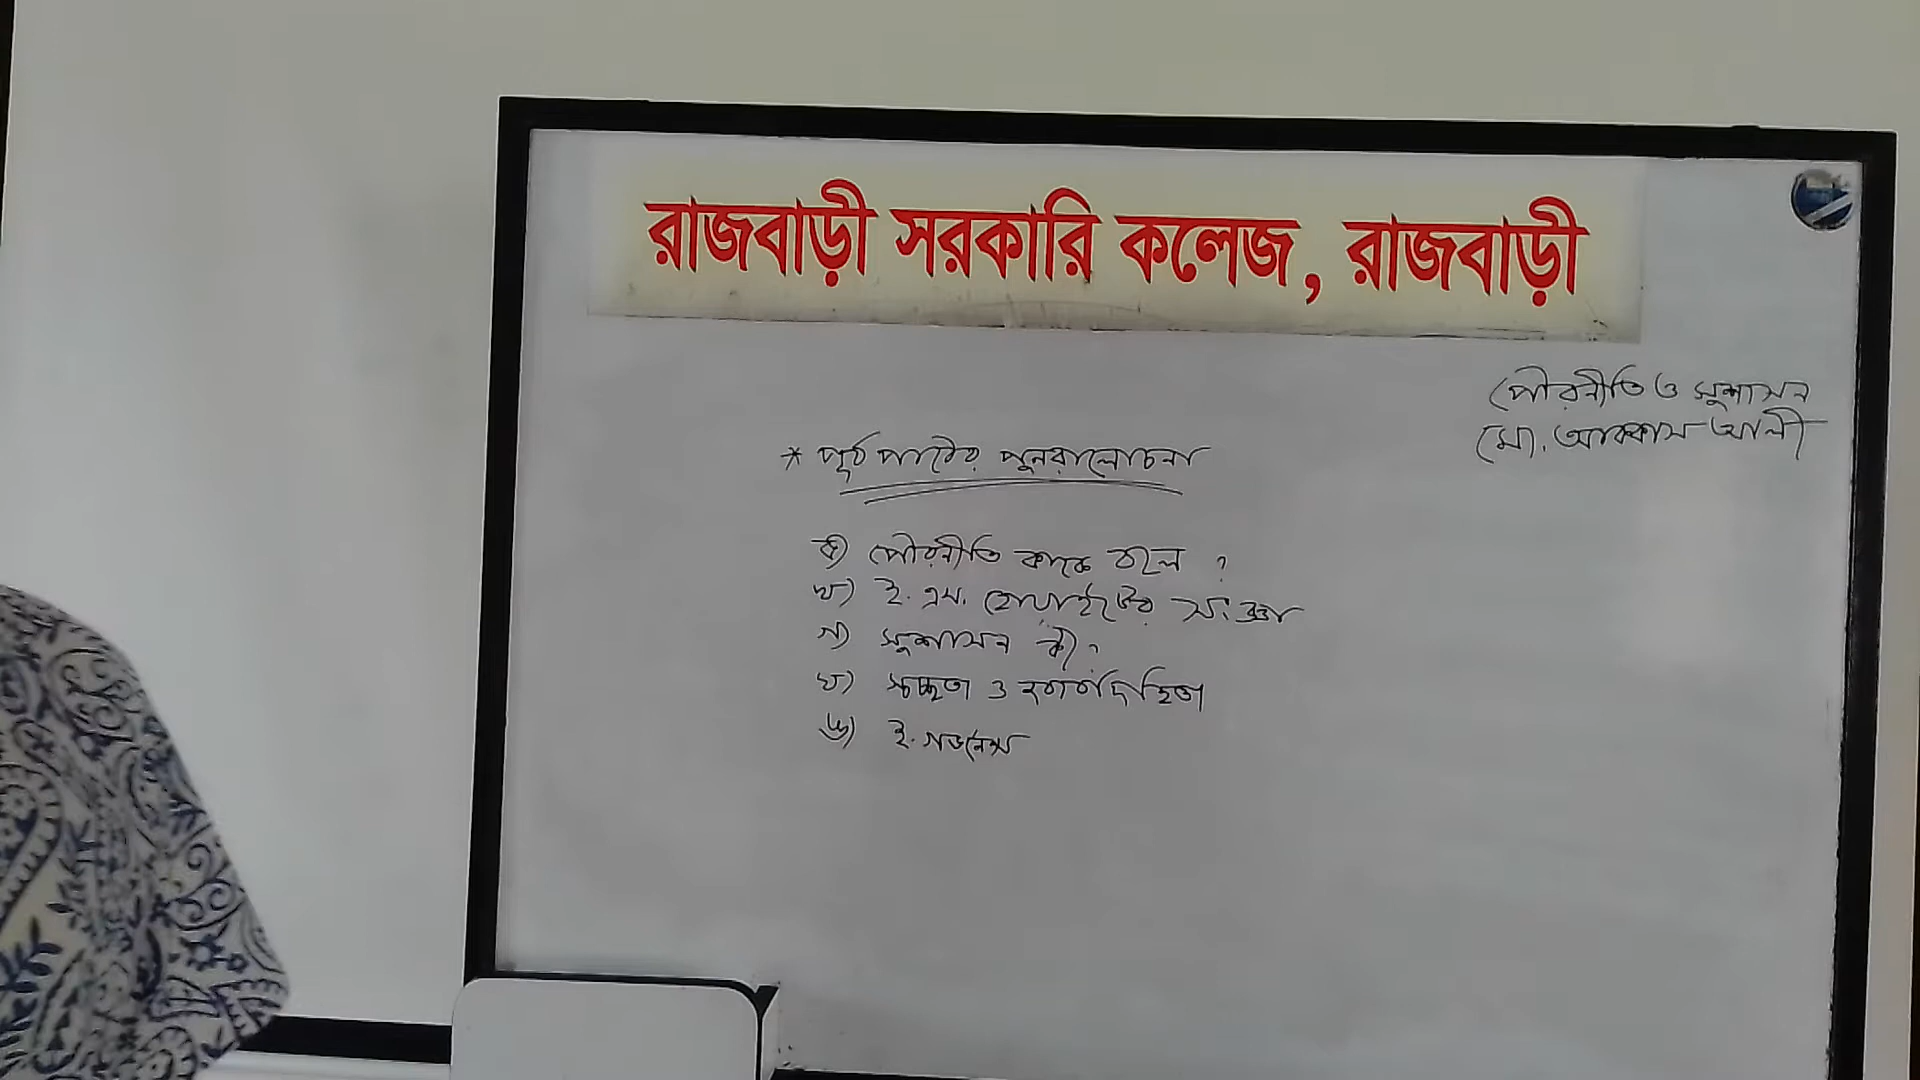 রাজবাড়ী সরকারি কলেজ, রাজবাড়ী
পৌরনীতি ও সুশাসন
মো. আক্কাস আলী
* পূর্ব পাঠের পুনরালোচনা
ক) পৌরনীতি কাকে বলে ?
খ) ই. এম. হোয়াইটের সংজ্ঞা
গ) সুশাসন কী?
ঘ) স্বচ্ছতা ও জবাবদিহিতা
ঙ) ই. গভর্নেন্স